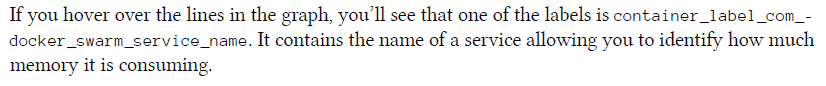 If you hover over the lines in the graph, you’ll see that one of the labels is container_label_com_-
docker_swarm_service_name. It contains the name of a service allowing you to identify how much
memory it is consuming.